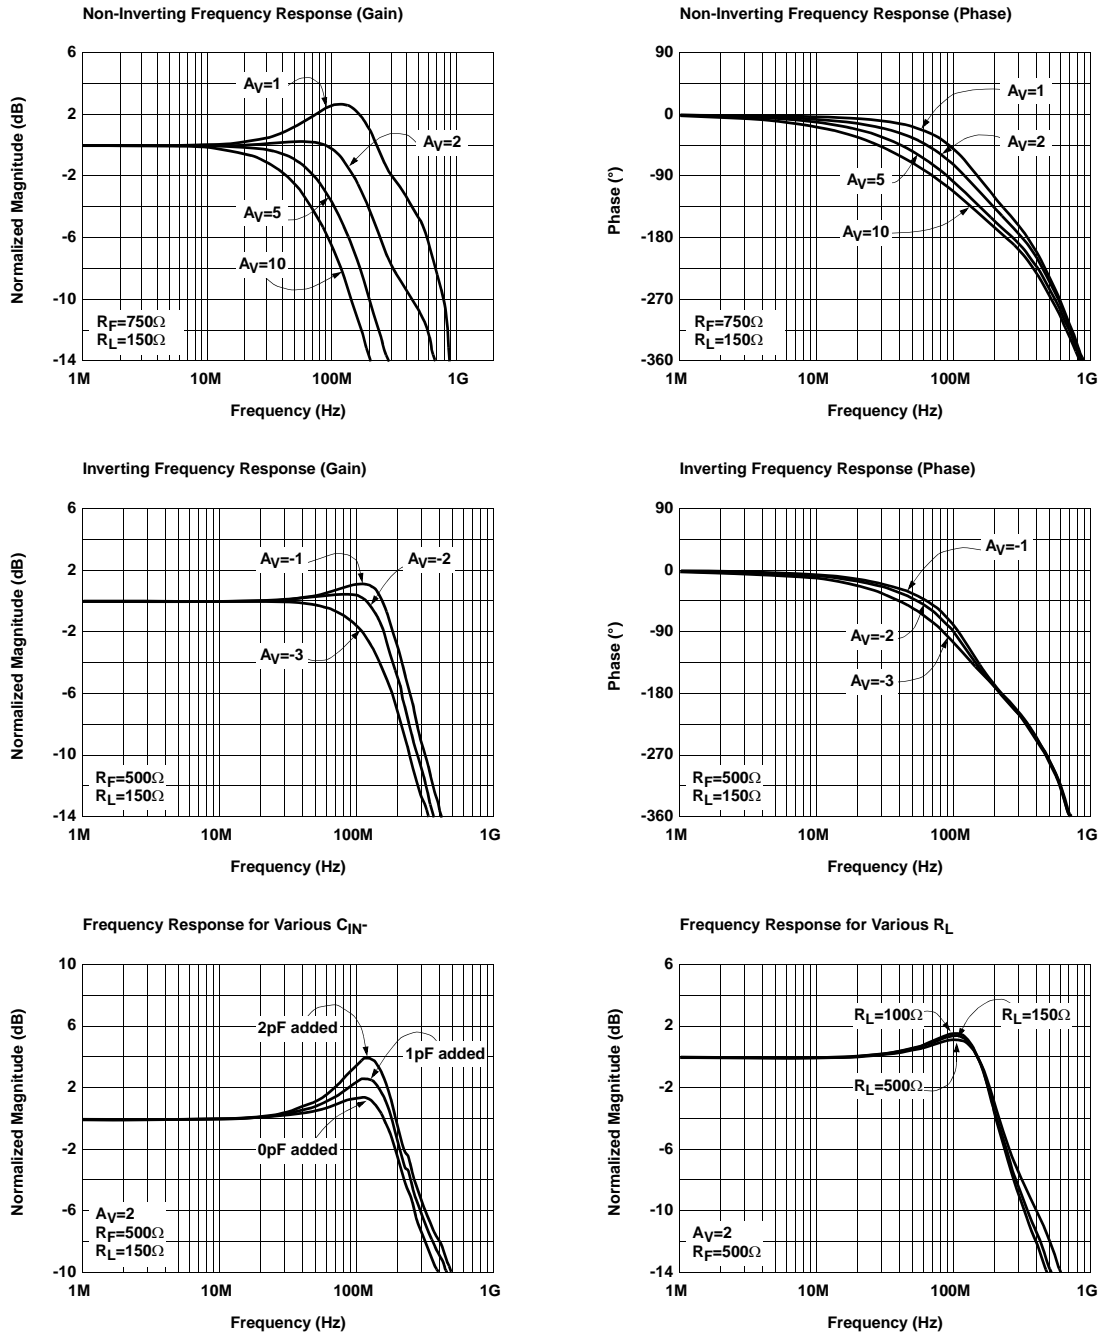 Non-Inverting Frequency Response (Gain)
Normalized Magnitude (dB)
6
2
-2
-6
-10
-14
AV=1
AV=2
AV=5
AV=10
RF=750Ω
RL=150Ω
1M 10M 100M 1G
Frequency (Hz)
Non-Inverting Frequency Response (Phase)
Phase (°)
90
0
-90
-180
-270
-360
AV=1
AV=2
AV=5
AV=10
RF=750Ω
RL=150Ω
1M 10M 100M 1G
Frequency (Hz)
Inverting Frequency Response (Gain)
Normalized Magnitude (dB)
6
2
-2
-6
-10
-14
AV=-1
AV=-2
AV=-3
RF=500Ω
RL=150Ω
1M 10M 100M 1G
Frequency (Hz)
Inverting Frequency Response (Phase)
Phase (°)
90
0
-90
-180
-270
-360
AV=-1
AV=-2
AV=-3
RF=500Ω
RL=150Ω
1M 10M 100M 1G
Frequency (Hz)
Frequency Response for Various CIN-
Normalized Magnitude (dB)
10
6
2
-2
-6
-10
2pF added
1pF added
0pF added
AV=2
RF=500Ω
RL=150Ω
1M 10M 100M 1G
Frequency (Hz)
Frequency Response for Various RL
Normalized Magnitude (dB)
6
2
-2
-6
-10
-14
RL=100Ω
RL=150Ω
RL=500Ω
AV=2
RF=500Ω
1M 10M 100M 1G
Frequency (Hz)